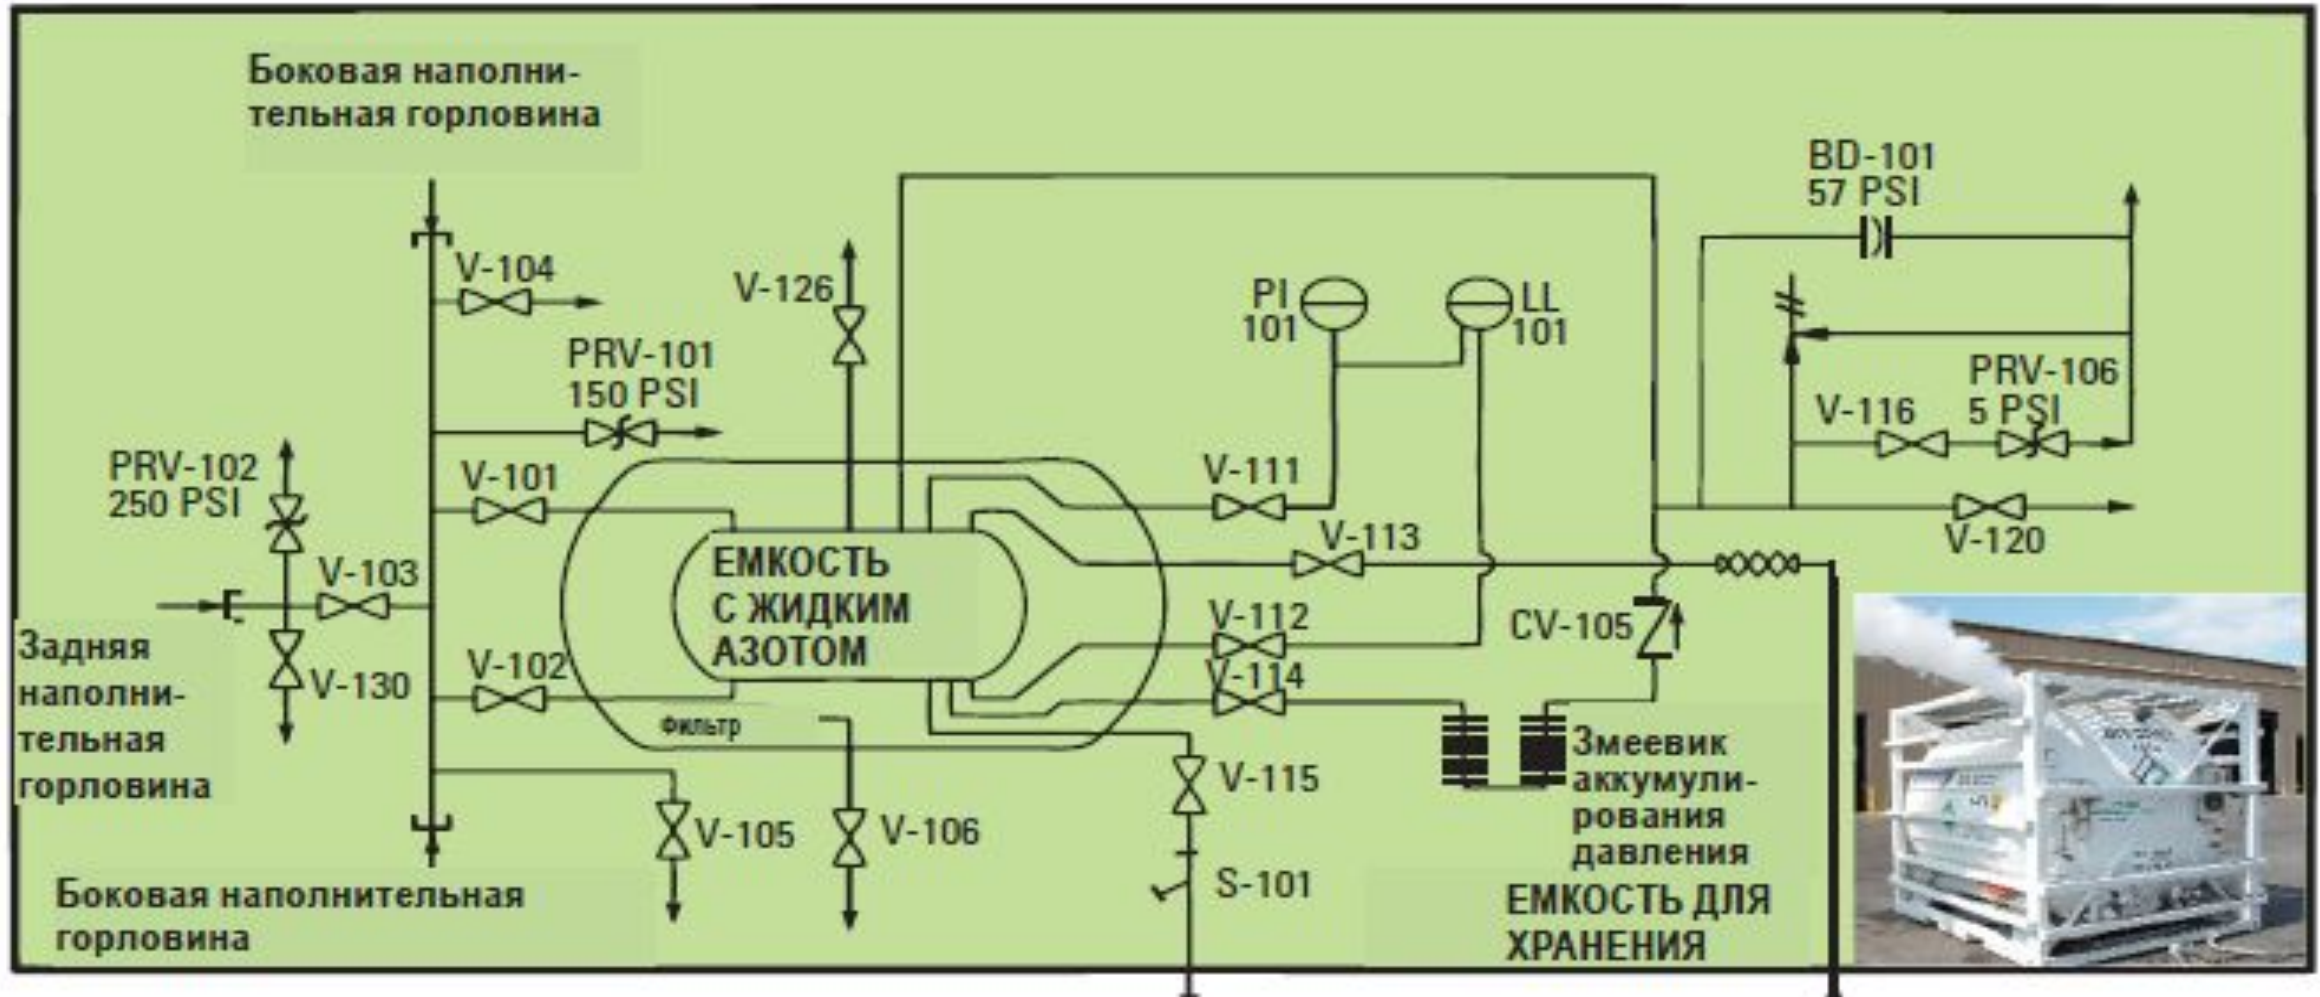 Боковая наполни-
тельная горловина
V-104
V-126
PRV-101
150 PSI
PRV-102
250 PSI
V-101
V-103
Задняя
наполни-
тельная
горловина
V-130
V-102
ЕМКОСТЬ
С ЖИДКИМ
АЗОТОМ
Фильтр
V-105
V-106
Боковая наполнительная
горловина
PI
101
LL
101
V-111
V-113
V-112
V-114
V-115
S-101
CV-105
Змеевик
аккумули-
рования
давления
ЕМКОСТЬ ДЛЯ
ХРАНЕНИЯ
BD-101
57 PSI
PRV-106
5 PSI
V-116
V-120